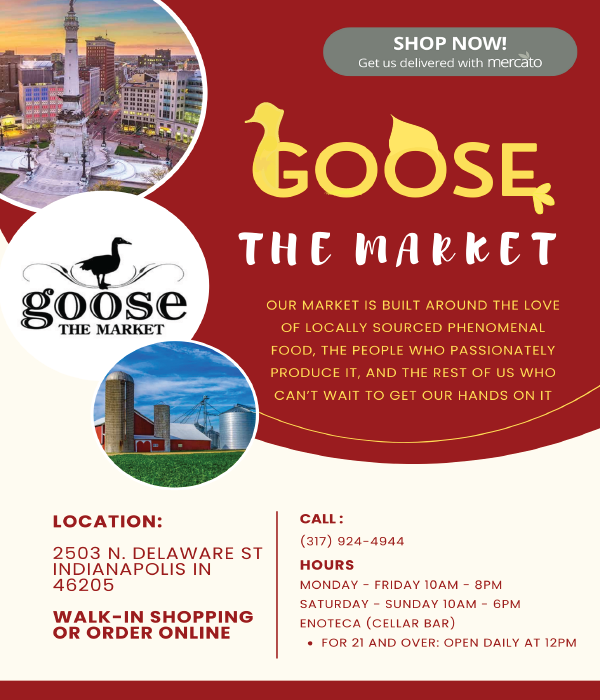 SHOP NOW!
Get us delivered with mercato
GOOSE
THE MARKET
goose
THE MARKET
OUR MARKET IS BUILT AROUND THE LOVE
OF LOCALLY SOURCED PHENOMENAL
FOOD, THE PEOPLE WHO PASSIONATELY
PRODUCE IT, AND THE REST OF US WHO
CAN'T WAIT TO GET OUR HANDS ON IT
LOCATION:
2503 N. DELAWARE ST
INDIANAPOLIS IN
46205
WALK-IN SHOPPING
OR ORDER ONLINE
CALL :
(317) 924-4944
HOURS
MONDAY - FRIDAY 10AM - 8PM
SATURDAY - SUNDAY 10AM - 6PM
ENOTECA (CELLAR BAR)
• FOR 21 AND OVER: OPEN DAILY AT 12PM